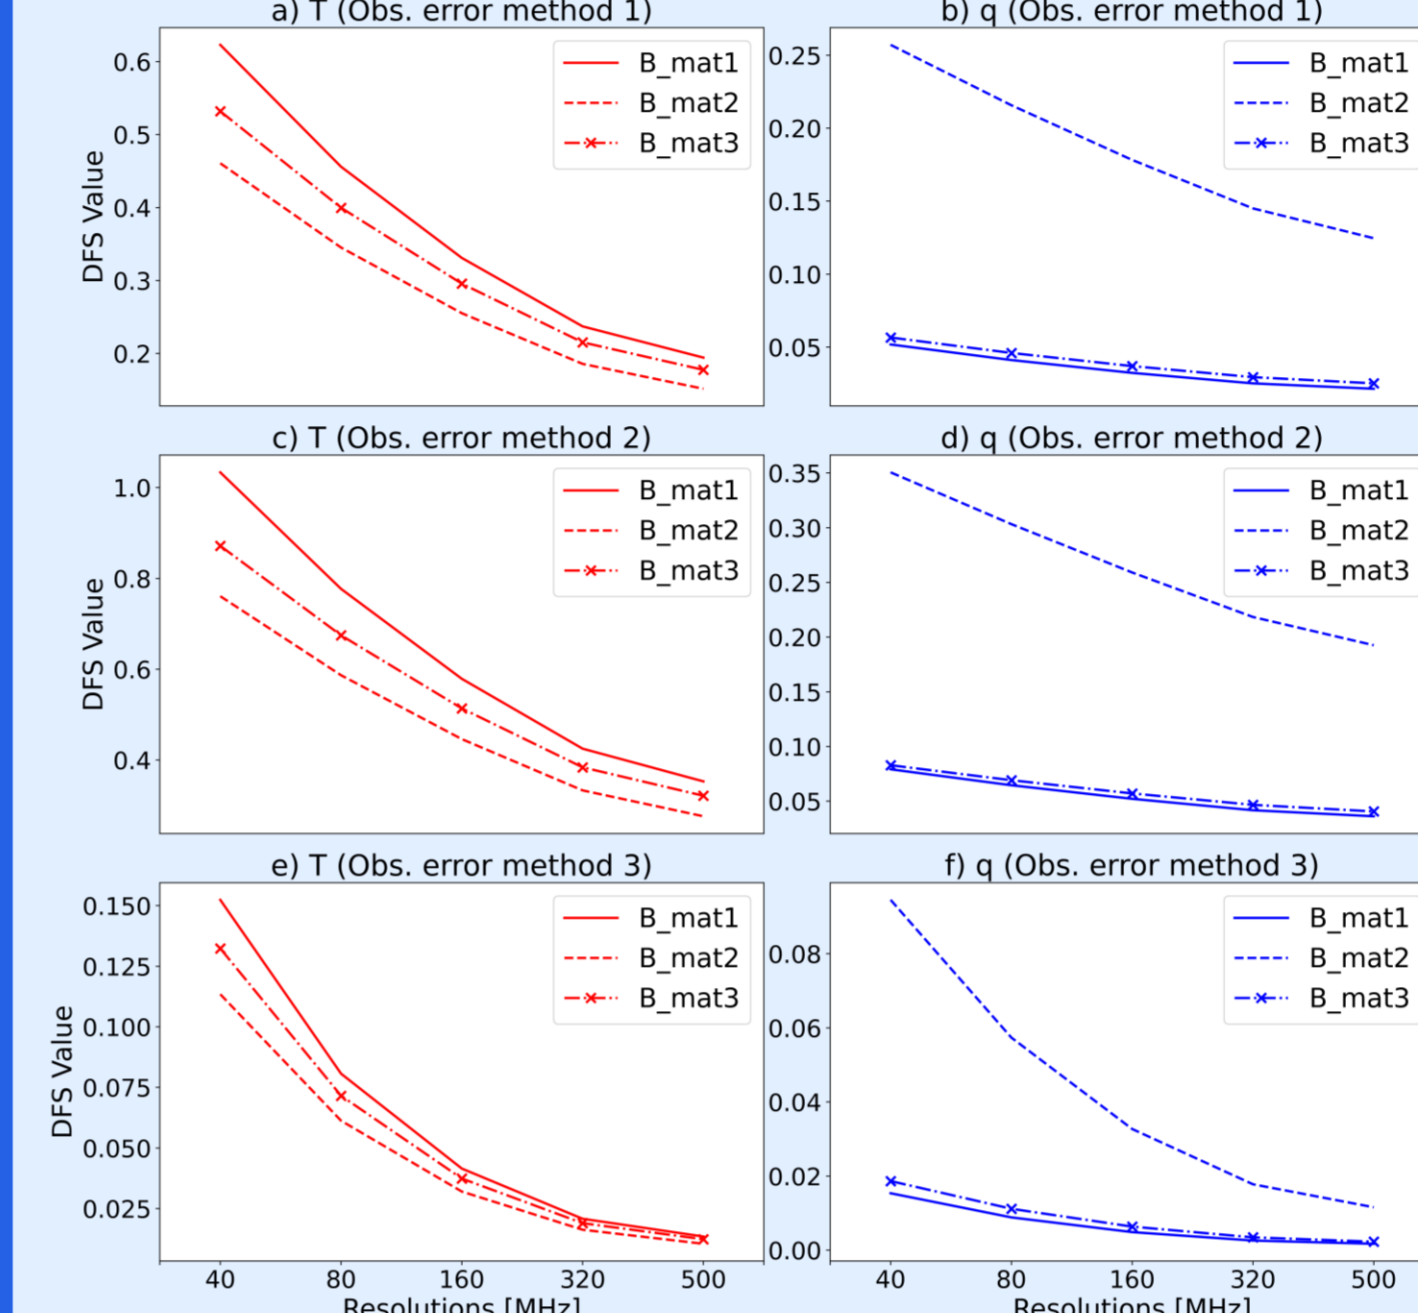 a) T (Obs. error method 1)
0.6
0.5
0.4
0.3
0.2
DFS Value
B_mat1
B_mat2
B_mat3
b) q (Obs. error method 1)
0.25
0.20
0.15
0.10
0.05
B_mat1
B_mat2
B_mat3
c) T (Obs. error method 2)
1.0
0.8
0.6
0.4
DFS Value
B_mat1
B_mat2
B_mat3
d) q (Obs. error method 2)
0.35
0.30
0.25
0.20
0.15
0.10
0.05
B_mat1
B_mat2
B_mat3
e) T (Obs. error method 3)
0.150
0.125
0.100
0.075
0.050
0.025
DFS Value
B_mat1
B_mat2
B_mat3
40 80 160 320 500
Resolutions [MHz]
f) q (Obs. error method 3)
0.08
0.06
0.04
0.02
0.00
B_mat1
B_mat2
B_mat3
40 80 160 320 500
Resolutions [MHz]